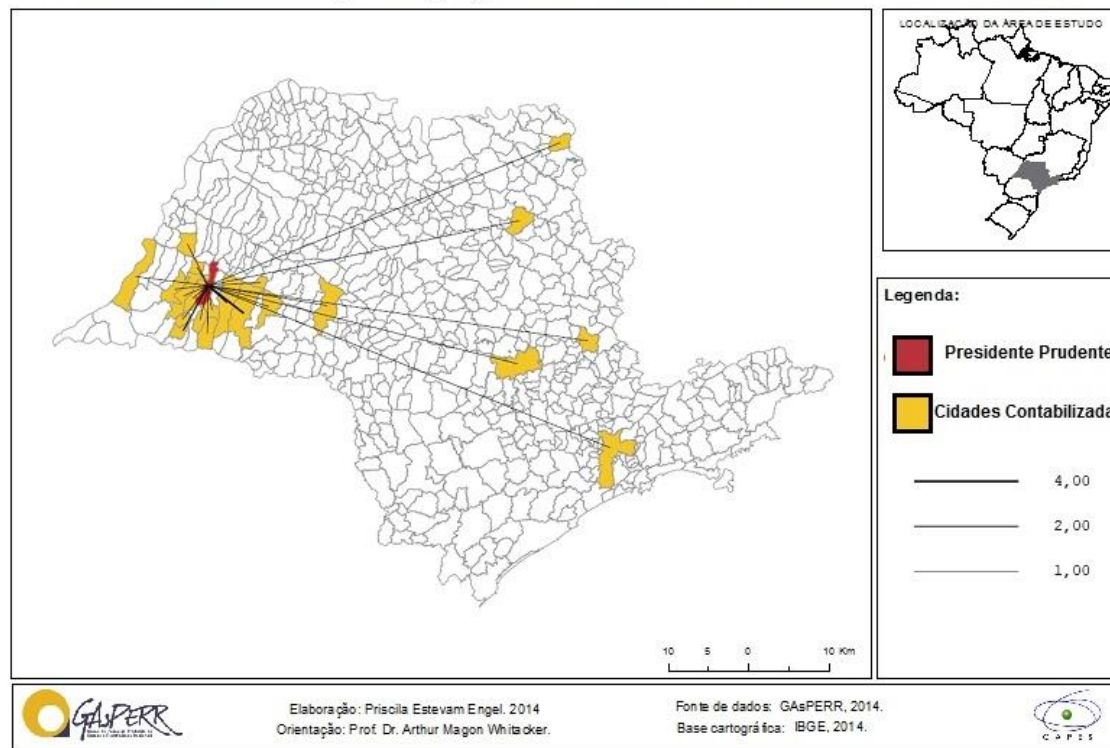 LOCALIZAÇÃO DA ÁREA DE ESTUDO
Legenda:
Presidente Prudente
Cidades Contabilizada
4,00
2,00
1,00
10 5 0 10 Km
GAsPERR
Elaboração: Priscila Estevam Engel. 2014
Orientação: Prof. Dr. Arthur Magon Whitacker.
Fonte de dados: GAsPERR, 2014.
Base cartográfica: IBGE, 2014.
CAPES